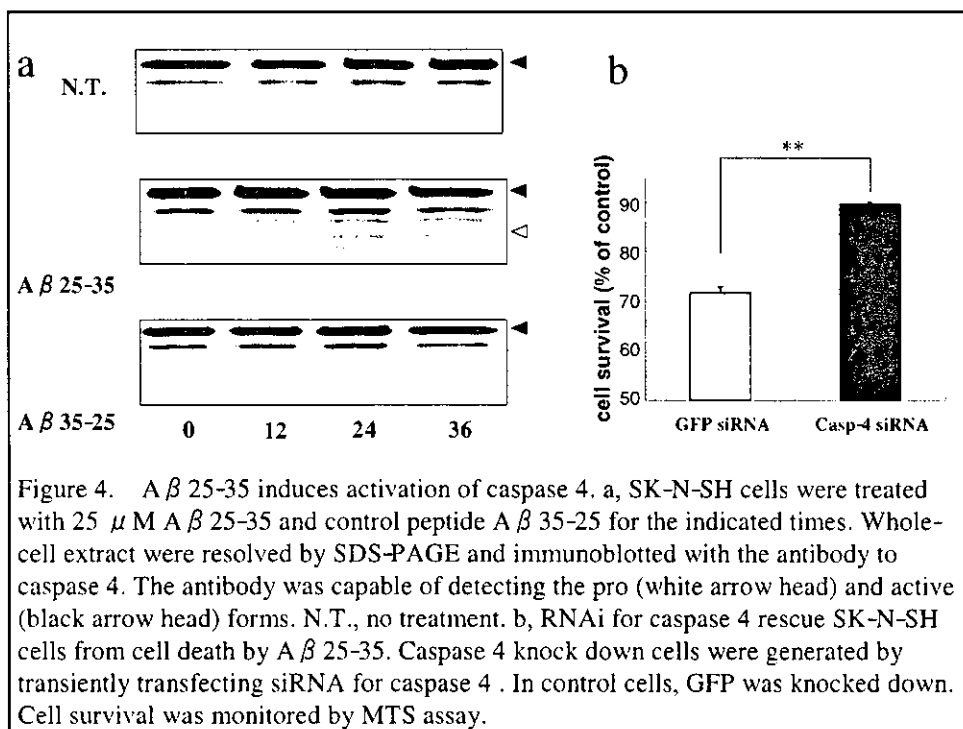 a
N.T.
A β 25-35
A β 35-25
0 12 24 36
b
**
cell survival (% of control)
90
80
70
60
50
GFP siRNA Casp-4 siRNA
Figure 4. A β 25-35 induces activation of caspase 4. a, SK-N-SH cells were treated
with 25 μ M A β 25-35 and control peptide A β 35-25 for the indicated times. Whole-
cell extract were resolved by SDS-PAGE and immunoblotted with the antibody to
caspase 4. The antibody was capable of detecting the pro (white arrow head) and active
(black arrow head) forms. N.T., no treatment. b, RNAi for caspase 4 rescue SK-N-SH
cells from cell death by A β 25-35. Caspase 4 knock down cells were generated by
transiently transfecting siRNA for caspase 4 . In control cells, GFP was knocked down.
Cell survival was monitored by MTS assay.